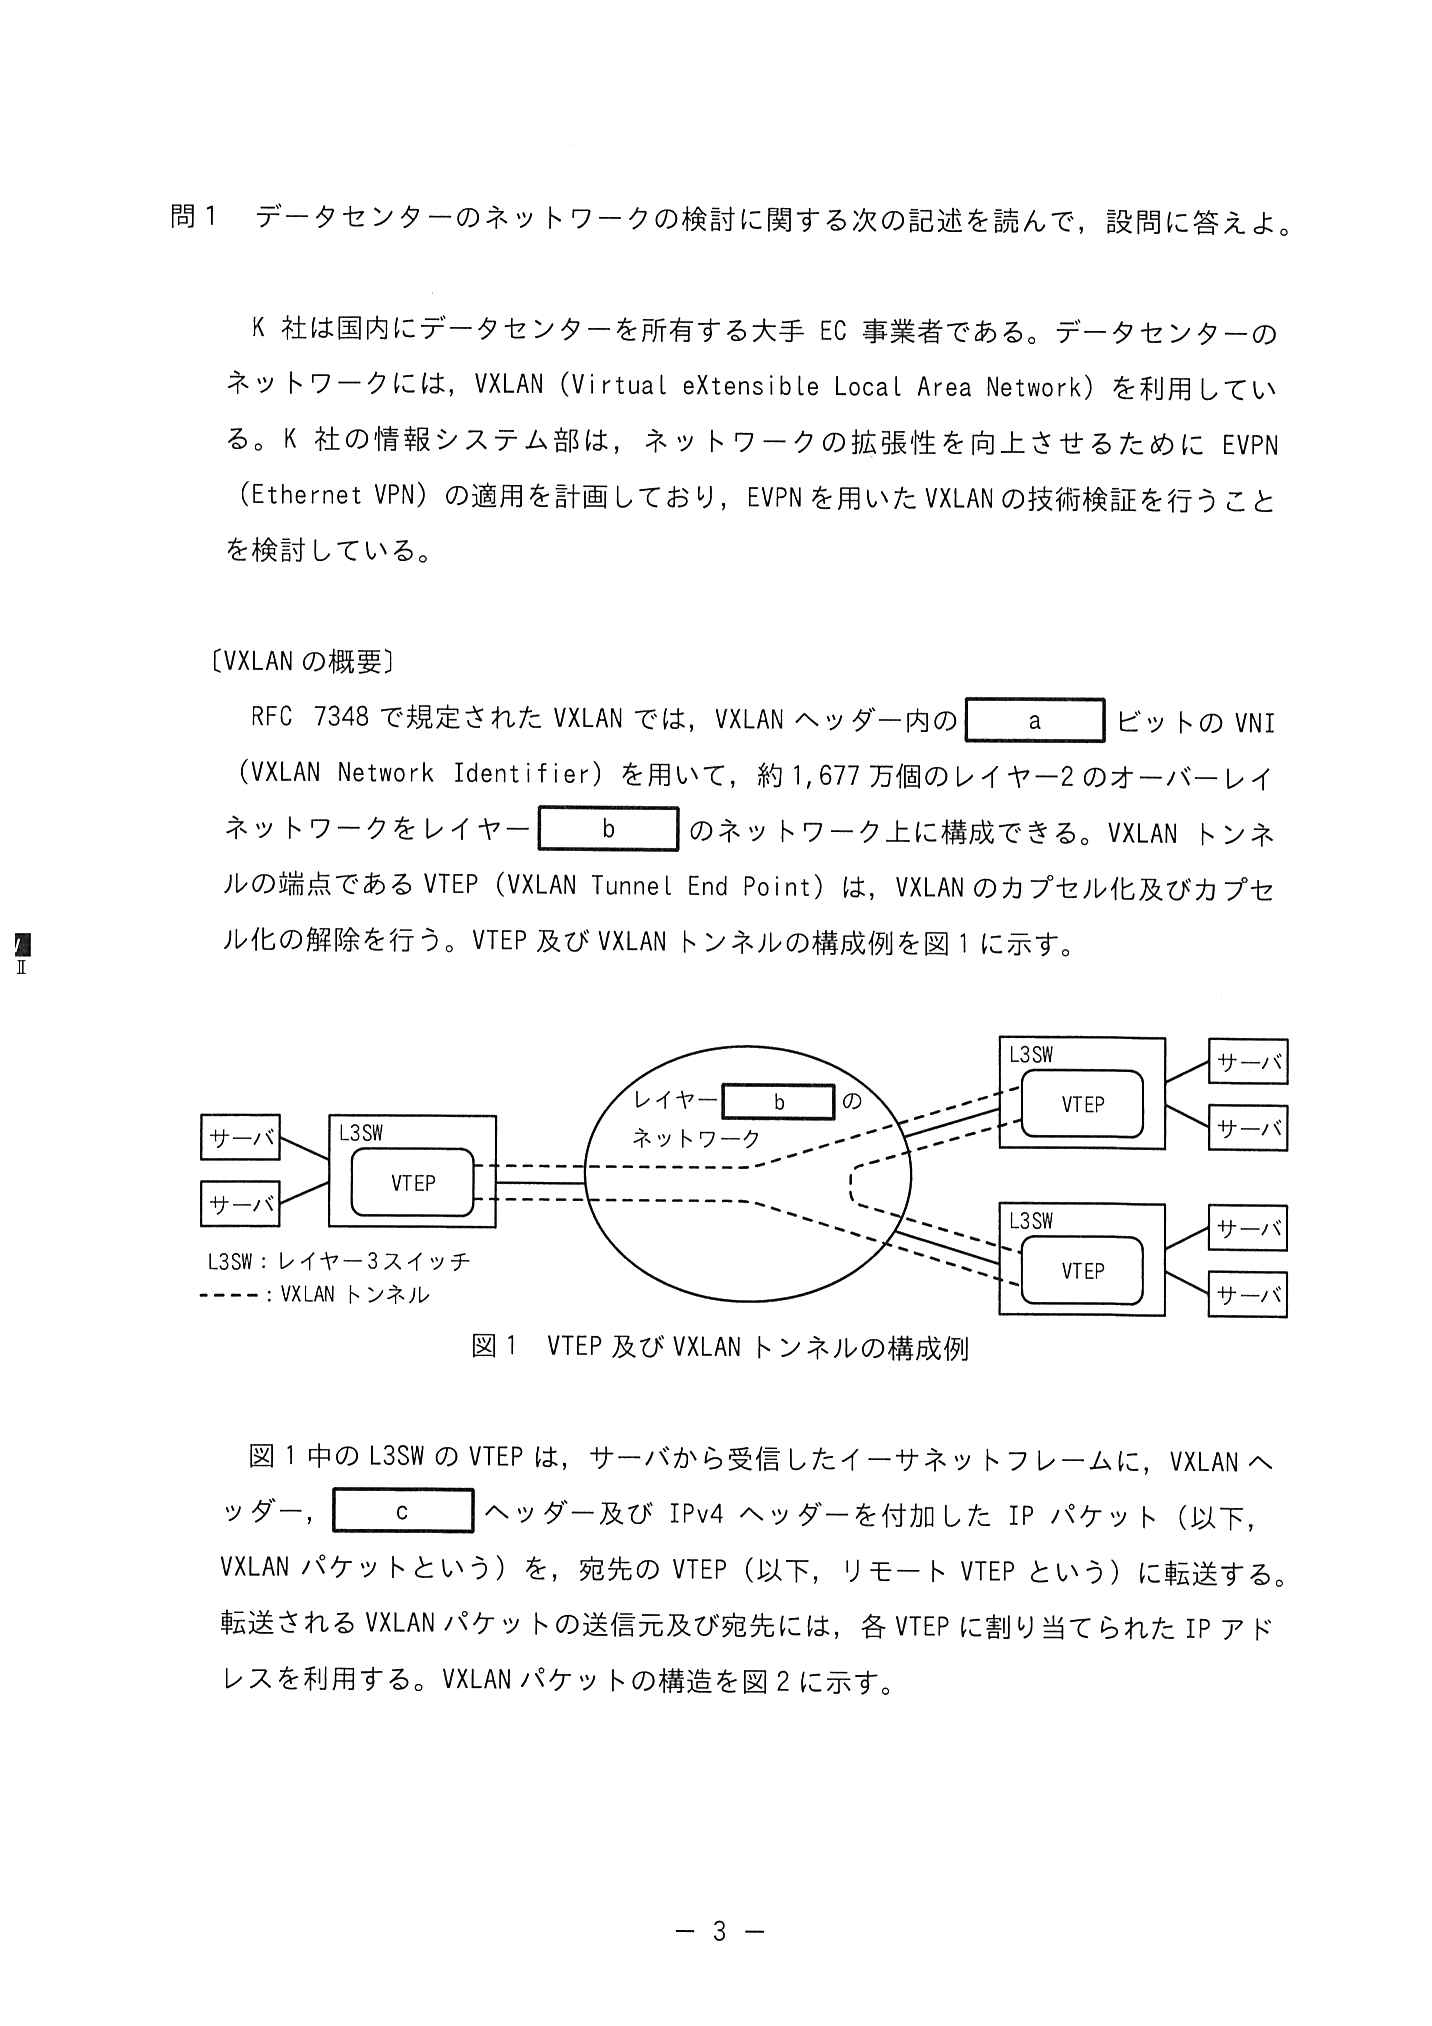 問1　データセンターのネットワークの検討に関する次の記述を読んで，設問に答えよ。
K 社は国内にデータセンターを所有する大手 EC 事業者である。データセンターの
ネットワークには，VXLAN（Virtual eXtensible Local Area Network）を利用してい
る。K 社の情報システム部は，ネットワークの拡張性を向上させるために EVPN
（Ethernet VPN）の適用を計画しており，EVPN を用いた VXLAN の技術検証を行うこと
を検討している。
〔VXLAN の概要〕
RFC 7348 で規定された VXLAN では，VXLAN ヘッダー内の a ビットの VNI
（VXLAN Network Identifier）を用いて，約 1,677 万個のレイヤー2 のオーバーレイ
ネットワークをレイヤー b のネットワーク上に構成できる。VXLAN トンネ
ルの端点である VTEP（VXLAN Tunnel End Point）は，VXLAN のカプセル化及びカプセ
ル化の解除を行う。VTEP 及び VXLAN トンネルの構成例を図 1 に示す。
II
サーバ
サーバ
L3SW
VTEP
レイヤー b の
ネットワーク
L3SW
VTEP
サーバ
サーバ
L3SW
VTEP
サーバ
サーバ
L3SW：レイヤー3スイッチ
----：VXLAN トンネル
図 1　VTEP 及び VXLAN トンネルの構成例
図 1 中の L3SW の VTEP は，サーバから受信したイーサネットフレームに，VXLAN ヘ
ッダー， c ヘッダー及び IPv4 ヘッダーを付加した IP パケット（以下，
VXLAN パケットという）を，宛先の VTEP（以下，リモート VTEP という）に転送する。
転送される VXLAN パケットの送信元及び宛先には，各 VTEP に割り当てられた IP アド
レスを利用する。VXLAN パケットの構造を図 2 に示す。
－ 3 －